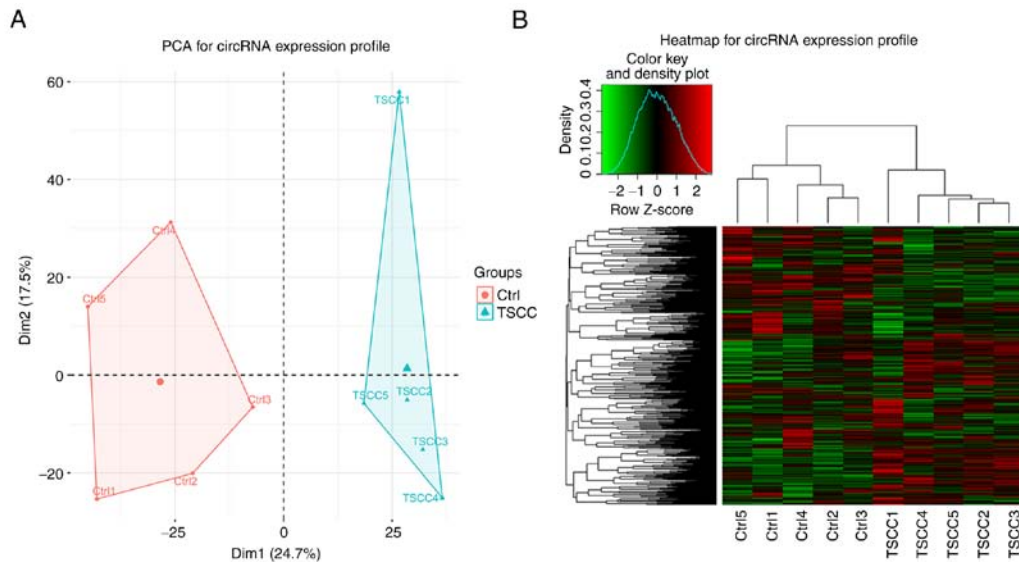 A
PCA for circRNA expression profile
60
40
20
0
−20
Dim2 (17.5%)
TSCC1
Ctrl4
Ctrl5
Ctrl3
Ctrl2
Ctrl1
TSCC2
TSCC5
TSCC3
TSCC4
−25
0
25
Dim1 (24.7%)
Groups
Ctrl
TSCC
B
Heatmap for circRNA expression profile
Color key
and density plot
Density
0 0.1 0.2 0.3 0.4
−2 −1 0 1 2
Row Z-score
Ctrl5
Ctrl1
Ctrl4
Ctrl2
Ctrl3
TSCC1
TSCC4
TSCC5
TSCC2
TSCC3